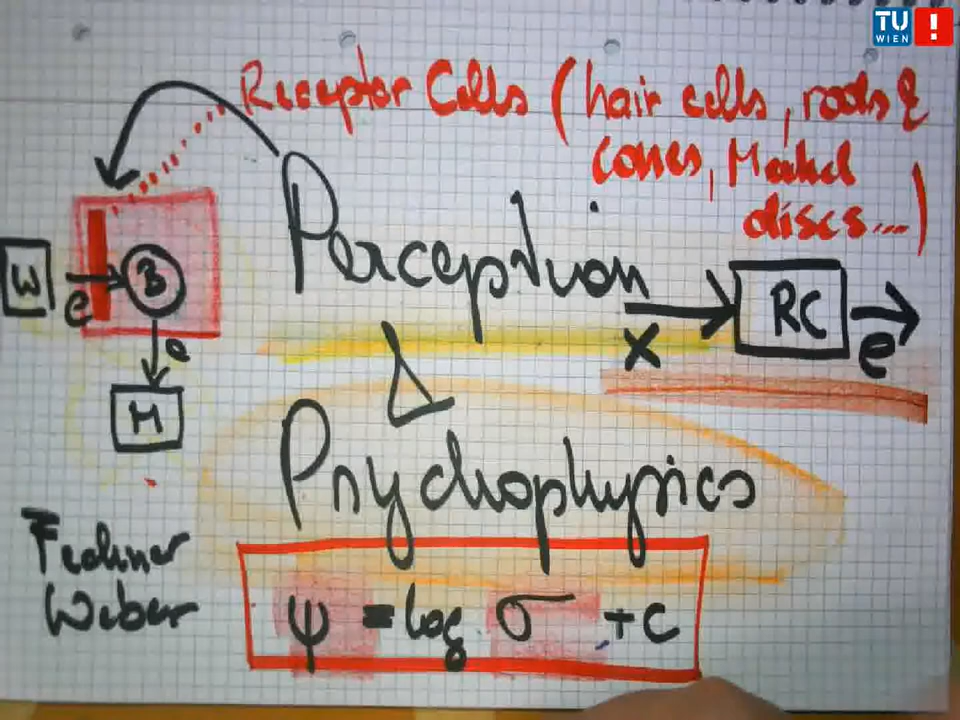 TU WIEN !
Receptor Cells (hair cells, rods &
cones, Merkel
discs...)
Perception
W e B
e
M
x RC e
&
Psychophysics
Fechner
Weber
ψ = log σ + c